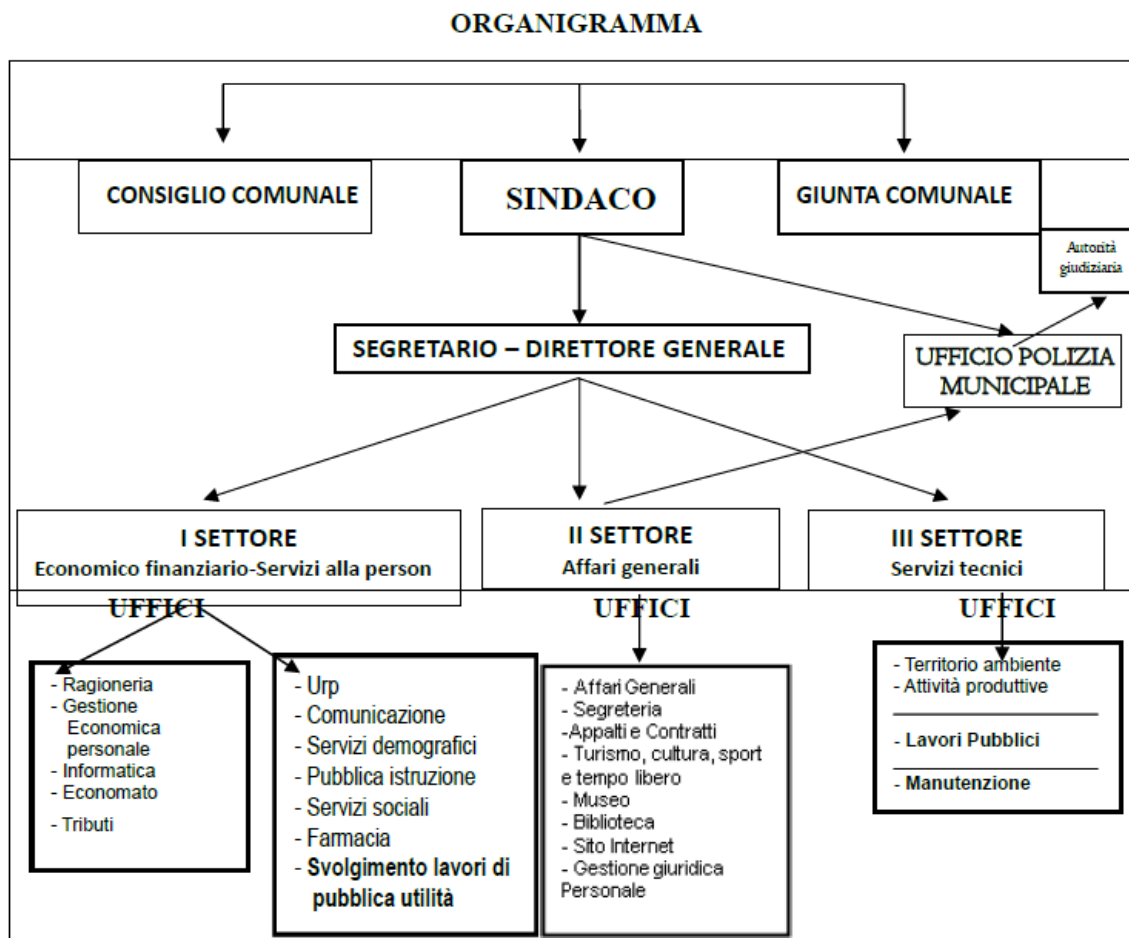 ORGANIGRAMMA
CONSIGLIO COMUNALE
SINDACO
GIUNTA COMUNALE
Autorità
giudiziaria
SEGRETARIO – DIRETTORE GENERALE
UFFICIO POLIZIA
MUNICIPALE
I SETTORE
Economico finanziario-Servizi alla person
II SETTORE
Affari generali
III SETTORE
Servizi tecnici
UFFICI
UFFICI
UFFICI
- Ragioneria
- Gestione
Economica
personale
- Informatica
- Economato
- Tributi
- Urp
- Comunicazione
- Servizi demografici
- Pubblica istruzione
- Servizi sociali
- Farmacia
- Svolgimento lavori di
pubblica utilità
- Affari Generali
- Segreteria
-Appalti e Contratti
- Turismo, cultura, sport
e tempo libero
- Museo
- Biblioteca
- Sito Internet
- Gestione giuridica
Personale
- Territorio ambiente
- Attività produttive
- Lavori Pubblici
- Manutenzione